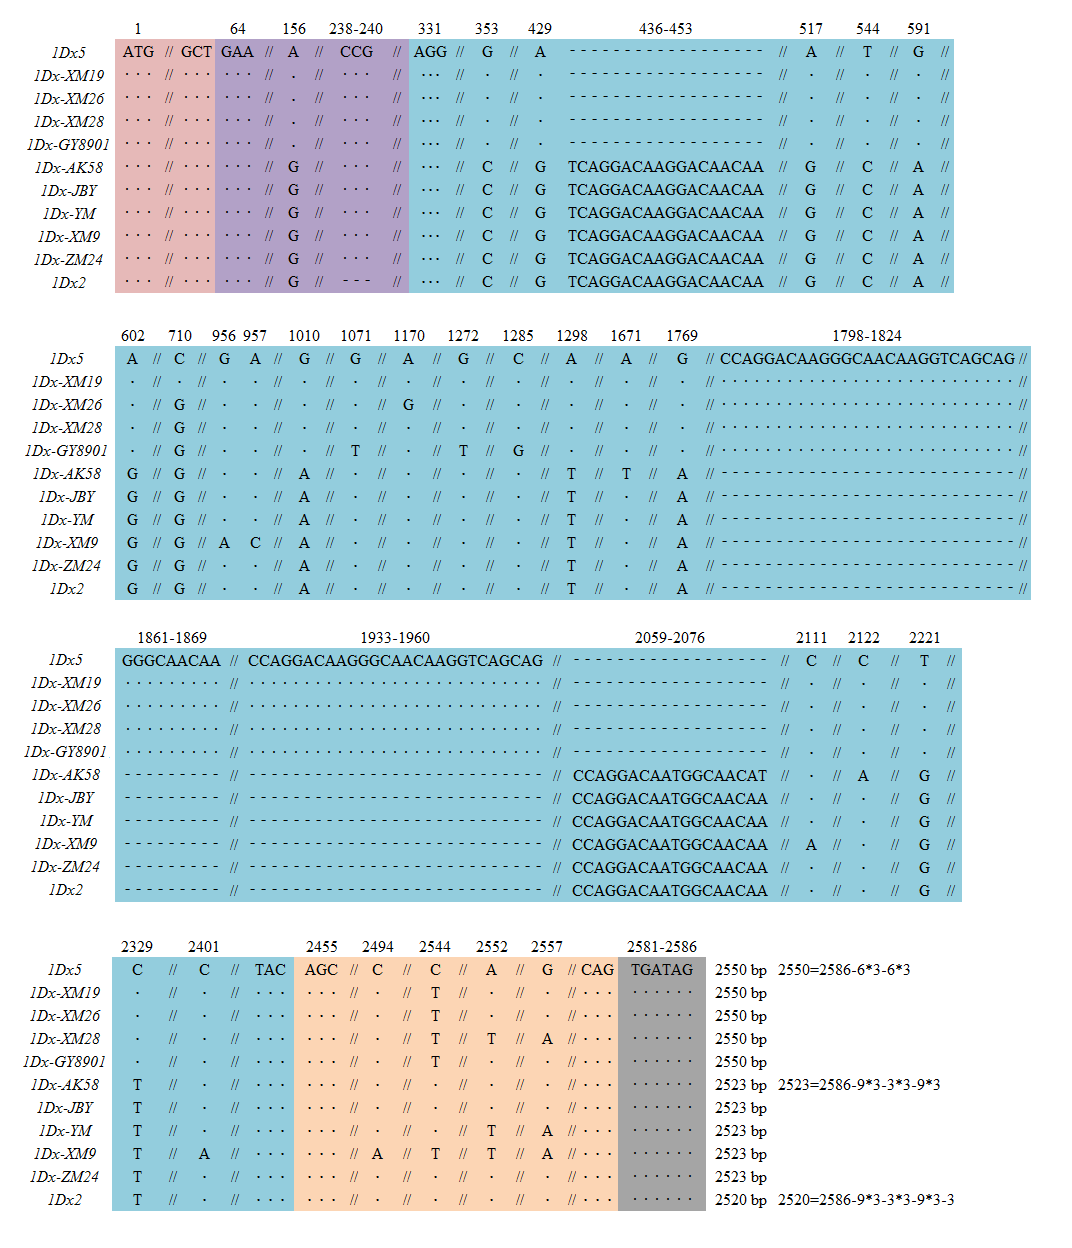 1 64 156 238-240 331 353 429 436-453 517 544 591
1Dx5 ATG // GCT GAA // A // CCG // AGG // G // A ------------------ // A // T // G //
1Dx-XM19 ··· // ··· ··· // · // ··· // ··· // · // · ------------------ // · // · // · //
1Dx-XM26 ··· // ··· ··· // · // ··· // ··· // · // · ------------------ // · // · // · //
1Dx-XM28 ··· // ··· ··· // · // ··· // ··· // · // · ------------------ // · // · // · //
1Dx-GY8901 ··· // ··· ··· // · // ··· // ··· // · // · ------------------ // · // · // · //
1Dx-AK58 ··· // ··· ··· // G // ··· // ··· // C // G TCAGGACAAGGACAACAA // G // C // A //
1Dx-JBY ··· // ··· ··· // G // ··· // ··· // C // G TCAGGACAAGGACAACAA // G // C // A //
1Dx-YM ··· // ··· ··· // G // ··· // ··· // C // G TCAGGACAAGGACAACAA // G // C // A //
1Dx-XM9 ··· // ··· ··· // G // ··· // ··· // C // G TCAGGACAAGGACAACAA // G // C // A //
1Dx-ZM24 ··· // ··· ··· // G // ··· // ··· // C // G TCAGGACAAGGACAACAA // G // C // A //
1Dx2 ··· // ··· ··· // G // --- // ··· // C // G TCAGGACAAGGACAACAA // G // C // A //
602 710 956 957 1010 1071 1170 1272 1285 1298 1671 1769 1798-1824
1Dx5 A // C // G A // G // G // A // G // C // A // A // G // CCAGGACAAGGGCAACAAGGTCAGCAG //
1Dx-XM19 · // · // · · // · // · // · // · // · // · // · // · // ··························· //
1Dx-XM26 · // G // · · // · // · // G // · // · // · // · // · // ··························· //
1Dx-XM28 · // G // · · // · // · // · // · // · // · // · // · // ··························· //
1Dx-GY8901 · // G // · · // · // T // · // T // G // · // · // · // ··························· //
1Dx-AK58 G // G // · · // A // · // · // · // · // T // T // A // --------------------------- //
1Dx-JBY G // G // · · // A // · // · // · // · // T // · // A // --------------------------- //
1Dx-YM G // G // · · // A // · // · // · // · // T // · // A // --------------------------- //
1Dx-XM9 G // G // A C // A // · // · // · // · // T // · // A // --------------------------- //
1Dx-ZM24 G // G // · · // A // · // · // · // · // T // · // A // --------------------------- //
1Dx2 G // G // · · // A // · // · // · // · // T // · // A // --------------------------- //
1861-1869 1933-1960 2059-2076 2111 2122 2221
1Dx5 GGGCAACAA // CCAGGACAAGGGCAACAAGGTCAGCAG // ------------------ // C // C // T //
1Dx-XM19 ········· // ··························· // ------------------ // · // · // · //
1Dx-XM26 ········· // ··························· // ------------------ // · // · // · //
1Dx-XM28 ········· // ··························· // ------------------ // · // · // · //
1Dx-GY8901 ········· // ··························· // ------------------ // · // · // · //
1Dx-AK58 --------- // --------------------------- // CCAGGACAATGGCAACAT // · // A // G //
1Dx-JBY --------- // --------------------------- // CCAGGACAATGGCAACAA // · // · // G //
1Dx-YM --------- // --------------------------- // CCAGGACAATGGCAACAA // · // · // G //
1Dx-XM9 --------- // --------------------------- // CCAGGACAATGGCAACAA // A // · // G //
1Dx-ZM24 --------- // --------------------------- // CCAGGACAATGGCAACAA // · // · // G //
1Dx2 --------- // --------------------------- // CCAGGACAATGGCAACAA // · // · // G //
2329 2401 2455 2494 2544 2552 2557 2581-2586
1Dx5 C // C // TAC AGC // C // C // A // G // CAG TGATAG 2550 bp 2550=2586-6*3-6*3
1Dx-XM19 · // · // ··· ··· // · // T // · // · // ··· ······ 2550 bp
1Dx-XM26 · // · // ··· ··· // · // T // · // · // ··· ······ 2550 bp
1Dx-XM28 · // · // ··· ··· // · // T // T // A // ··· ······ 2550 bp
1Dx-GY8901 · // · // ··· ··· // · // T // · // · // ··· ······ 2550 bp
1Dx-AK58 T // · // ··· ··· // · // · // · // · // ··· ······ 2523 bp 2523=2586-9*3-3*3-9*3
1Dx-JBY T // · // ··· ··· // · // · // · // · // ··· ······ 2523 bp
1Dx-YM T // · // ··· ··· // · // · // T // A // ··· ······ 2523 bp
1Dx-XM9 T // A // ··· ··· // A // T // T // A // ··· ······ 2523 bp
1Dx-ZM24 T // · // ··· ··· // · // · // · // · // ··· ······ 2523 bp
1Dx2 T // · // ··· ··· // · // · // · // · // ··· ······ 2520 bp 2520=2586-9*3-3*3-9*3-3